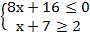 8x + 16 ≤ 0
x + 7 ≥ 2